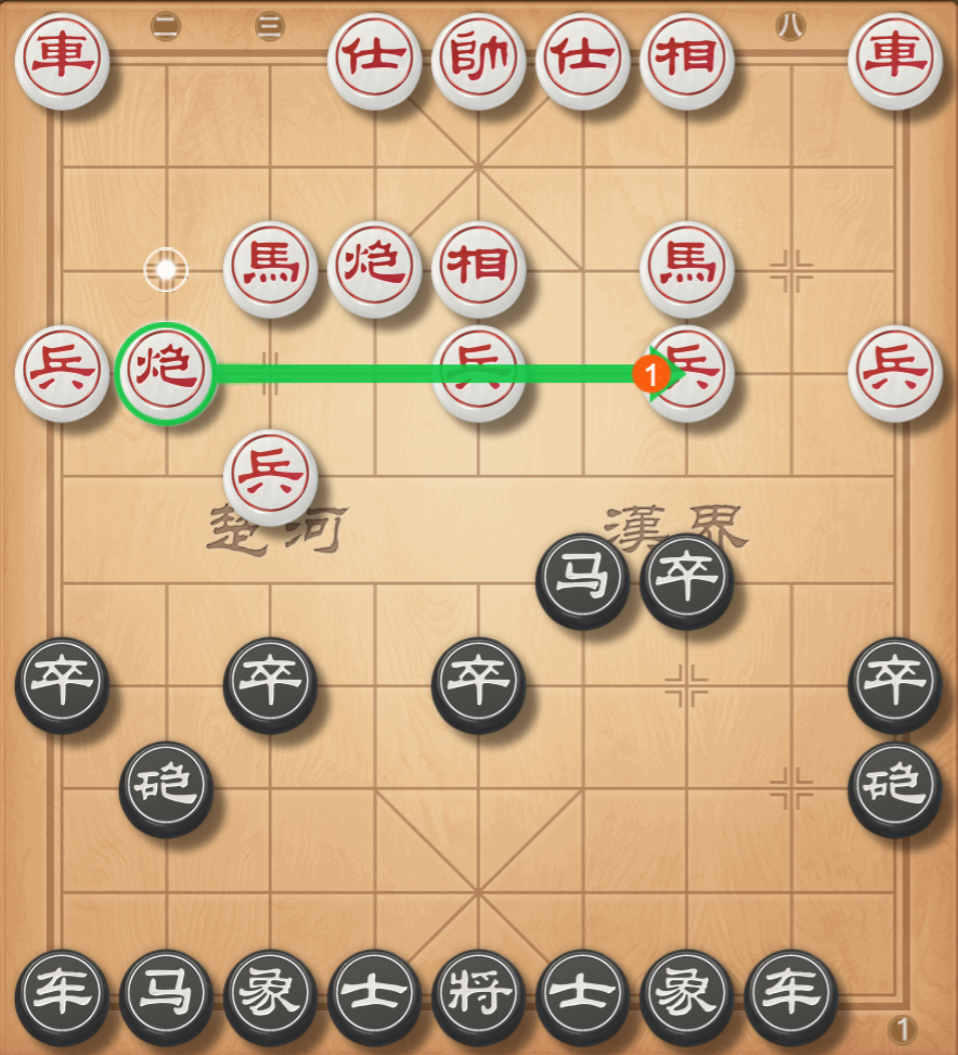 二 三 八
車 仕 帥 仕 相 車
馬 炮 相 馬
兵 炮 兵 1 兵 兵
兵
楚河 漢界
马 卒
卒 卒 卒 卒
砲 砲
车 马 象 士 将 士 象 车
1